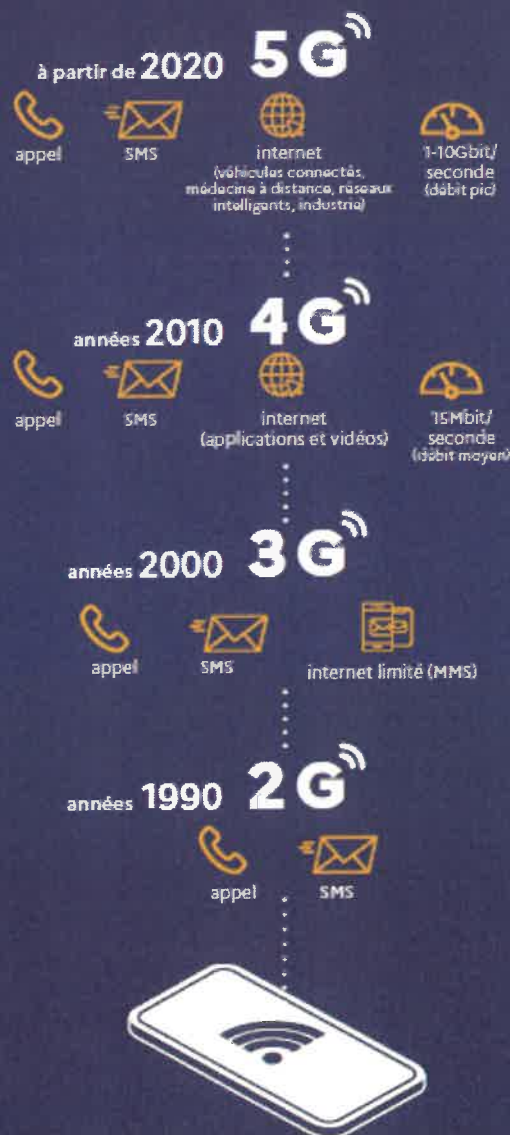 à partir de 2020 5G
appel
SMS
internet
(véhicules connectés,
médecine à distance, réseaux
intelligents, industrie)
1-10Gbit/
seconde
(débit pic)
années 2010 4G
appel
SMS
internet
(applications et vidéos)
15Mbit/
seconde
(débit moyen)
années 2000 3G
appel
SMS
internet limité (MMS)
années 1990 2G
appel
SMS